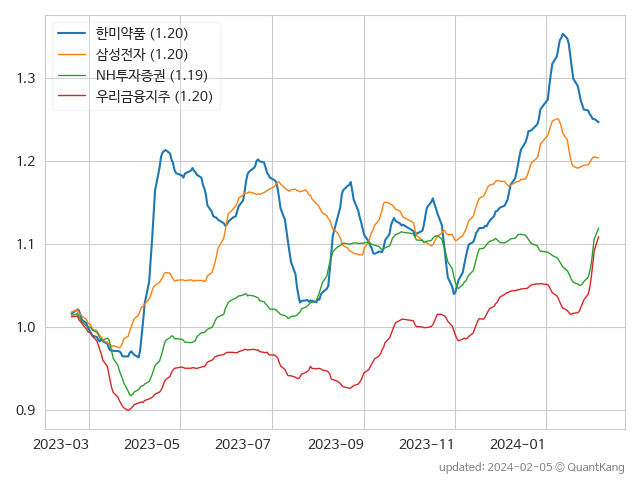 한미약품 (1.20)
삼성전자 (1.20)
NH투자증권 (1.19)
우리금융지주 (1.20)
1.3
1.2
1.1
1.0
0.9
2023-03 2023-05 2023-07 2023-09 2023-11 2024-01
updated: 2024-02-05 © QuantKang